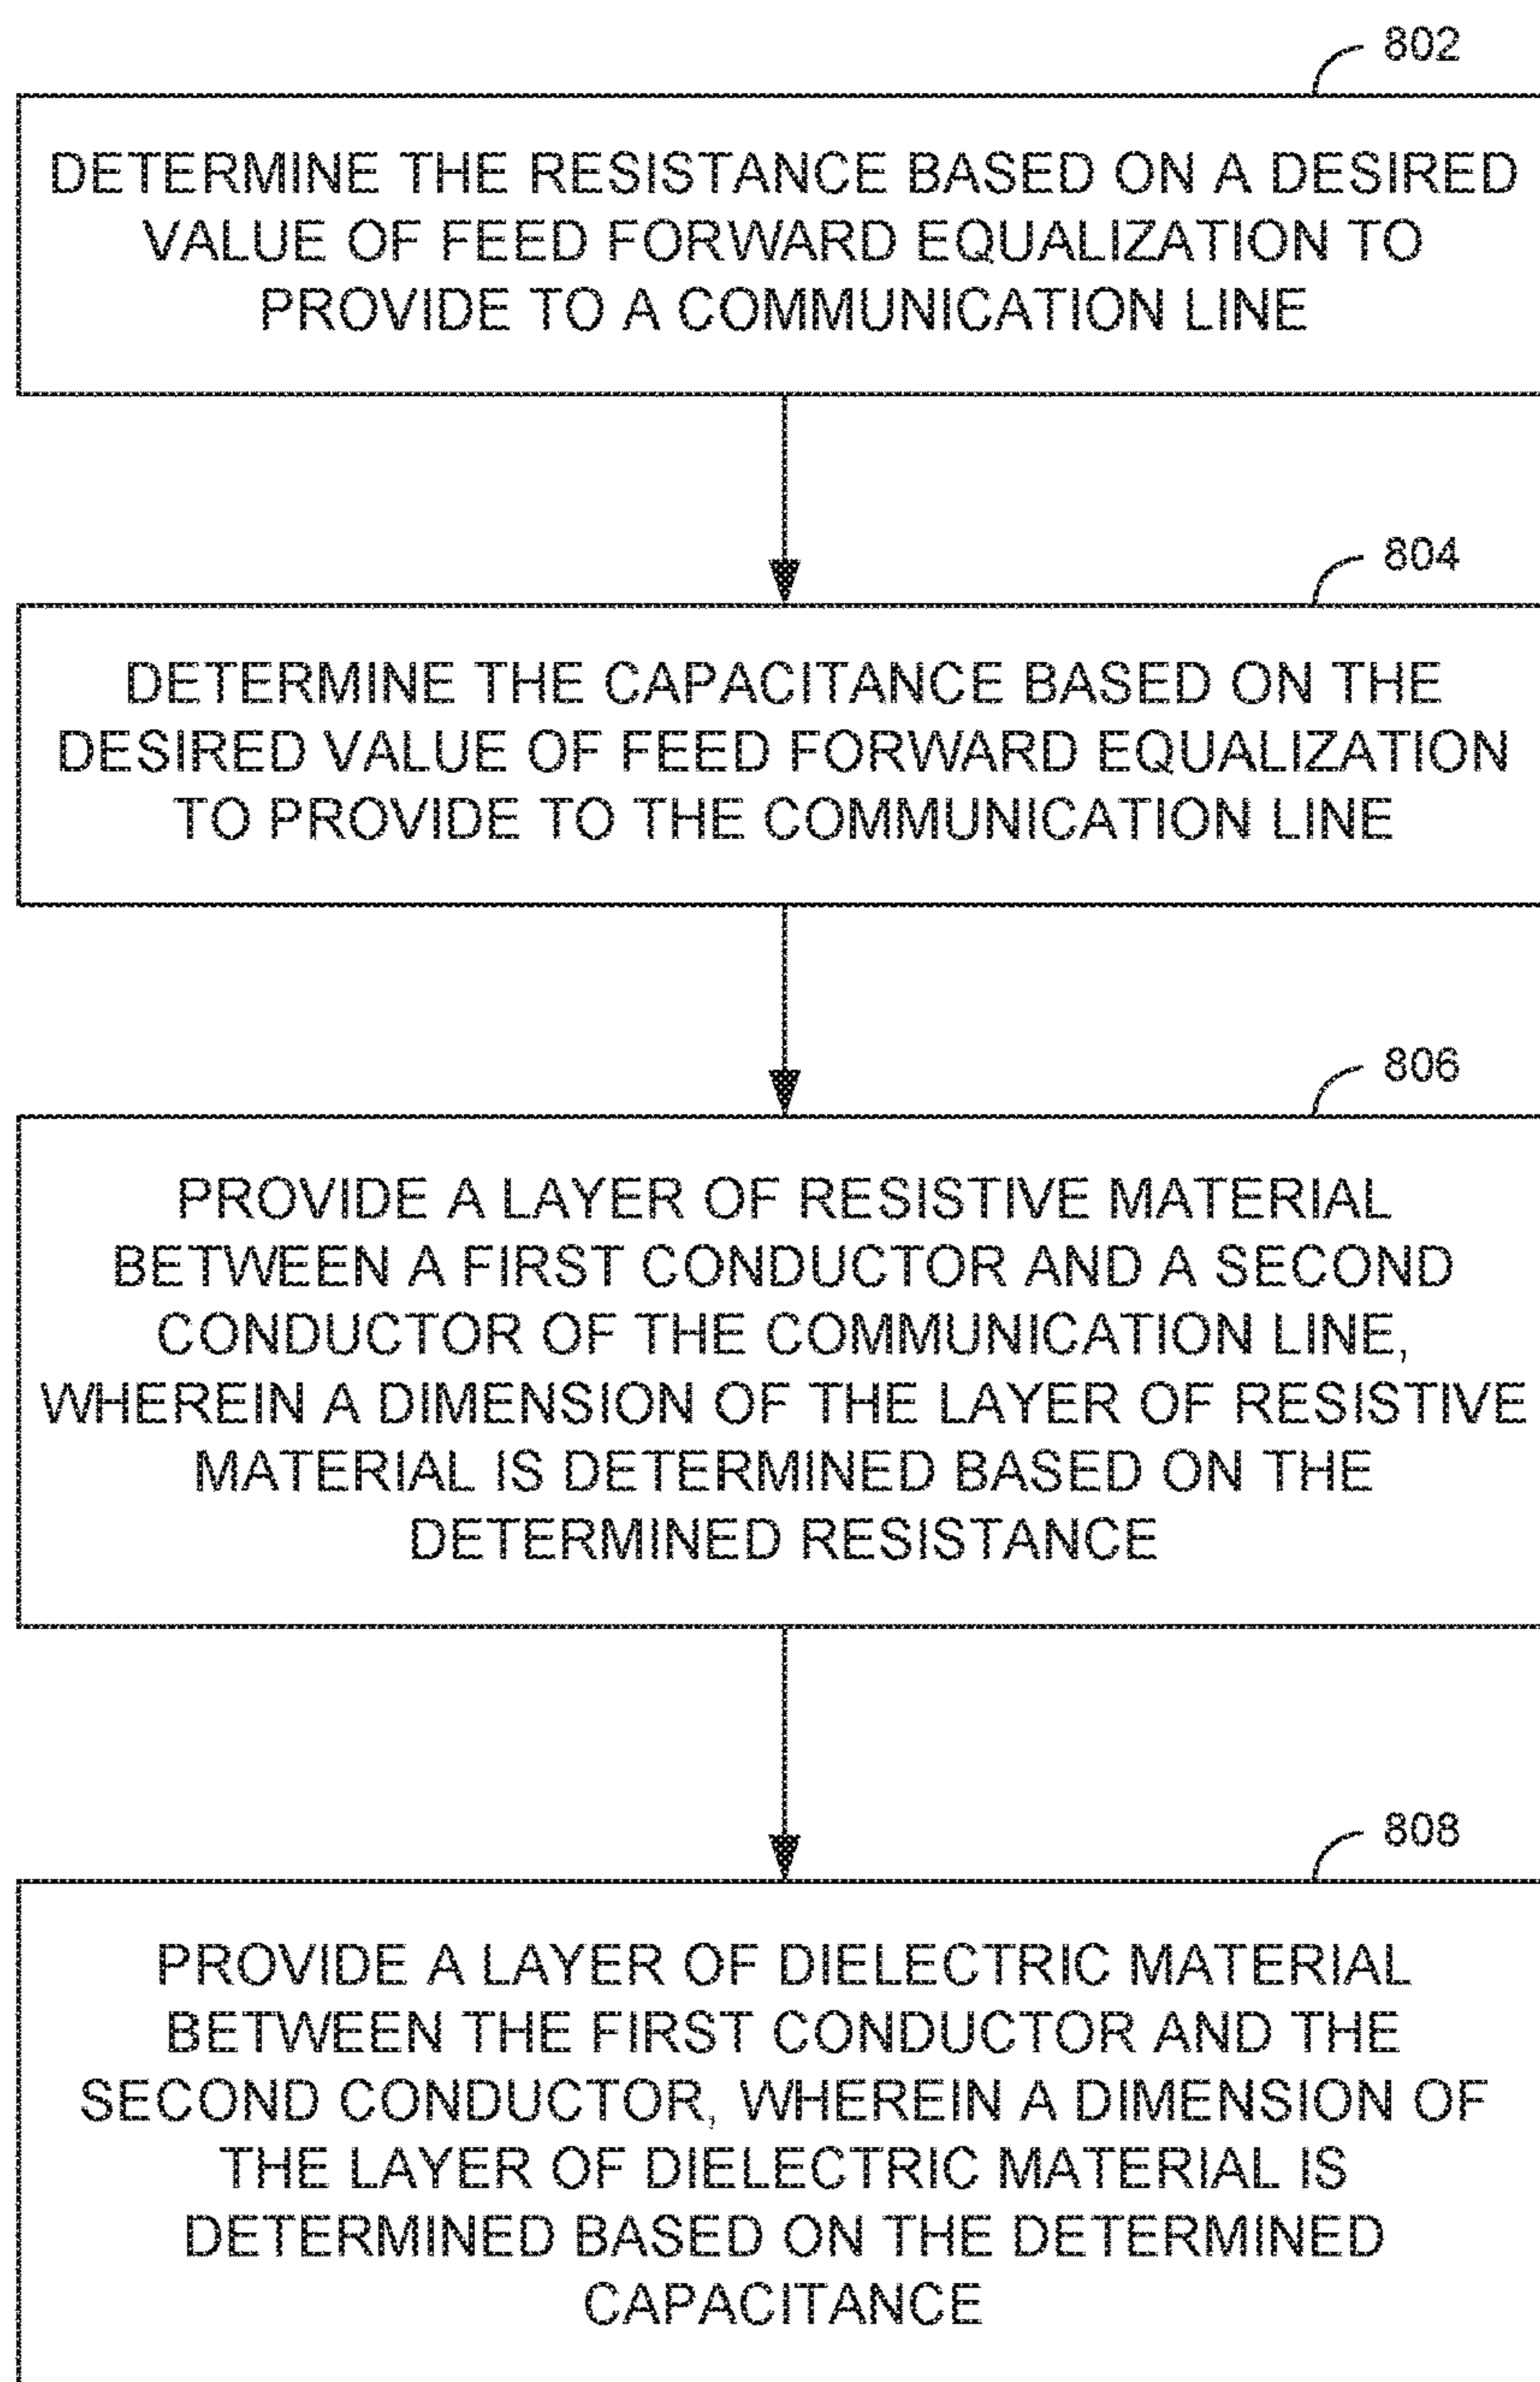 802
DETERMINE THE RESISTANCE BASED ON A DESIRED
VALUE OF FEED FORWARD EQUALIZATION TO
PROVIDE TO A COMMUNICATION LINE
804
DETERMINE THE CAPACITANCE BASED ON THE
DESIRED VALUE OF FEED FORWARD EQUALIZATION
TO PROVIDE TO THE COMMUNICATION LINE
806
PROVIDE A LAYER OF RESISTIVE MATERIAL
BETWEEN A FIRST CONDUCTOR AND A SECOND
CONDUCTOR OF THE COMMUNICATION LINE,
WHEREIN A DIMENSION OF THE LAYER OF RESISTIVE
MATERIAL IS DETERMINED BASED ON THE
DETERMINED RESISTANCE
808
PROVIDE A LAYER OF DIELECTRIC MATERIAL
BETWEEN THE FIRST CONDUCTOR AND THE
SECOND CONDUCTOR, WHEREIN A DIMENSION OF
THE LAYER OF DIELECTRIC MATERIAL IS
DETERMINED BASED ON THE DETERMINED
CAPACITANCE